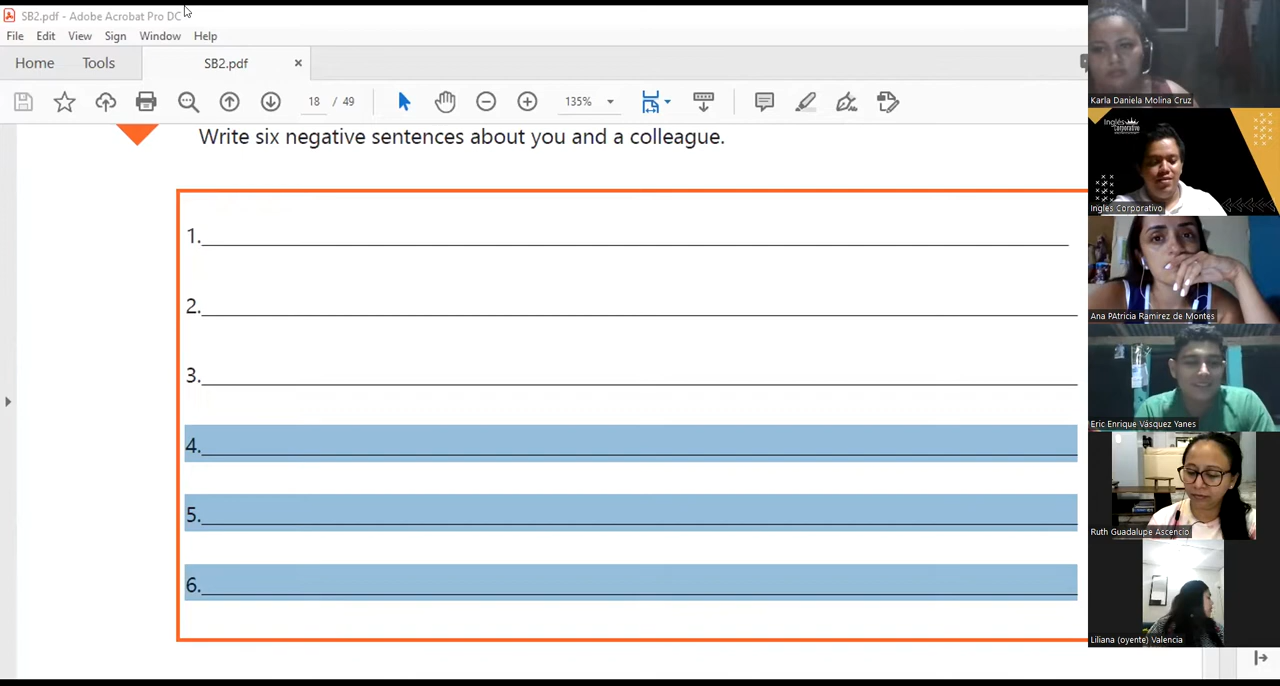 SB2.pdf - Adobe Acrobat Pro DC
File Edit View Sign Window Help
Home Tools SB2.pdf ×
18 / 49 135%
Write six negative sentences about you and a colleague.
1.
2.
3.
4.
5.
6.
Karla Daniela Molina Cruz
Inglés
Corporativo
Inglés Corporativo
Ana PAtricia Ramirez de Montes
Eric Enrique Vásquez Yanes
Ruth Guadalupe Ascencio
Liliana (oyente) Valencia